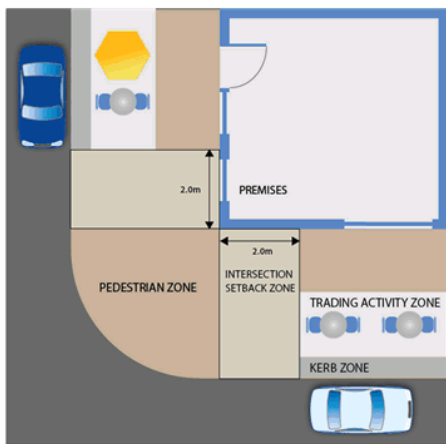 2.0m
PREMISES
2.0m
INTERSECTION
SETBACK ZONE
PEDESTRIAN ZONE
TRADING ACTIVITY ZONE
KERB ZONE